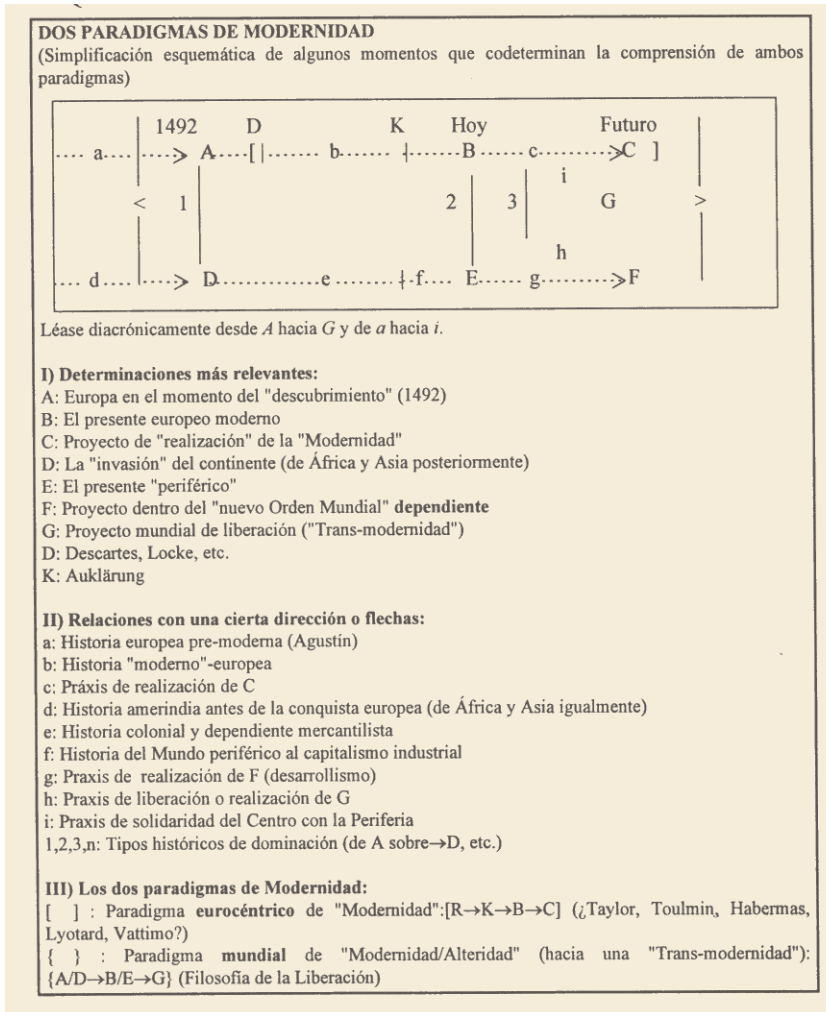 DOS PARADIGMAS DE MODERNIDAD
(Simplificación esquemática de algunos momentos que codeterminan la comprensión de ambos
paradigmas)
1492 D K Hoy Futuro
.... a.... ....> A....[ |....... b....... +.......B...... c..........>C ]
i
< 1 2 3 G >
h
.... d.... ....> D.............e......... +.f.... E...... g..........>F
Léase diacrónicamente desde A hacia G y de a hacia i.
I) Determinaciones más relevantes:
A: Europa en el momento del "descubrimiento" (1492)
B: El presente europeo moderno
C: Proyecto de "realización" de la "Modernidad"
D: La "invasión" del continente (de África y Asia posteriormente)
E: El presente "periférico"
F: Proyecto dentro del "nuevo Orden Mundial" dependiente
G: Proyecto mundial de liberación ("Trans-modernidad")
D: Descartes, Locke, etc.
K: Auklärung
II) Relaciones con una cierta dirección o flechas:
a: Historia europea pre-moderna (Agustín)
b: Historia "moderno"-europea
c: Práxis de realización de C
d: Historia amerindia antes de la conquista europea (de África y Asia igualmente)
e: Historia colonial y dependiente mercantilista
f: Historia del Mundo periférico al capitalismo industrial
g: Praxis de realización de F (desarrollismo)
h: Praxis de liberación o realización de G
i: Praxis de solidaridad del Centro con la Periferia
1,2,3,n: Tipos históricos de dominación (de A sobre→D, etc.)
III) Los dos paradigmas de Modernidad:
[ ] : Paradigma eurocéntrico de "Modernidad":[R→K→B→C] (¿Taylor, Toulmin, Habermas,
Lyotard, Vattimo?)
{ } : Paradigma mundial de "Modernidad/Alteridad" (hacia una "Trans-modernidad"):
{A/D→B/E→G} (Filosofía de la Liberación)